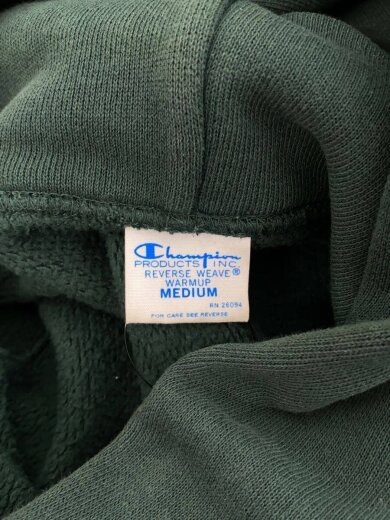 Champion
PRODUCTS INC.
REVERSE WEAVE®
WARMUP
MEDIUM
RN 26094
FOR CARE SEE REVERSE